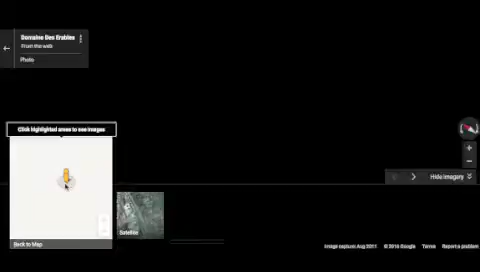 Domaine Des Erables
From the web
Photo
Click highlighted areas to see images
Hide imagery
Satellite
Back to Map
Image capture: Aug 2011 © 2016 Google Terms Report a problem